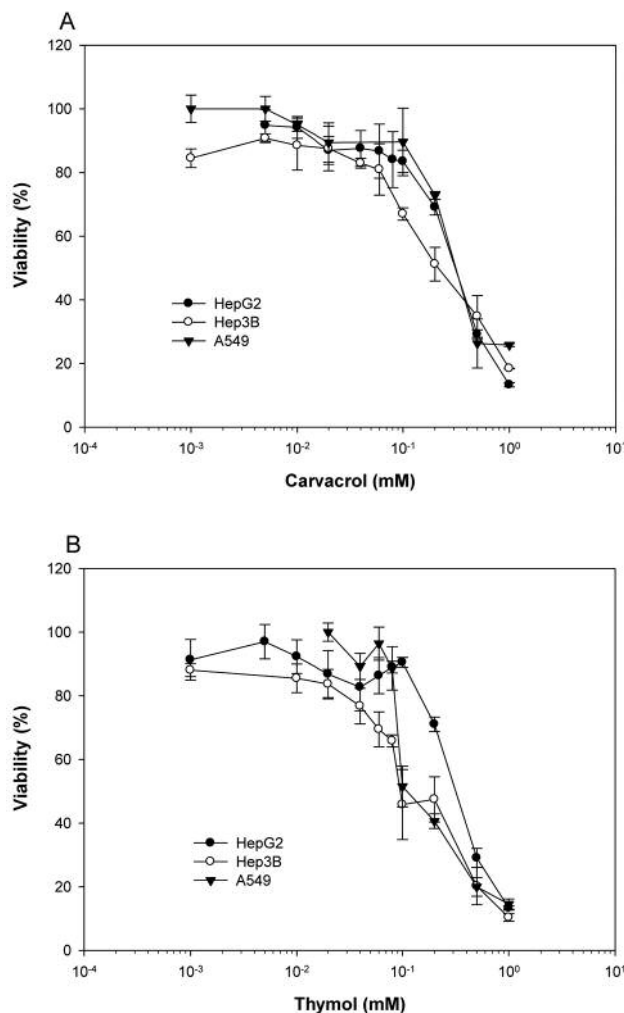 A
120
100
80
60
40
20
0
Viability (%)
HepG2
Hep3B
A549
10⁻⁴ 10⁻³ 10⁻² 10⁻¹ 10⁰ 10¹
Carvacrol (mM)
B
120
100
80
60
40
20
0
Viability (%)
HepG2
Hep3B
A549
10⁻⁴ 10⁻³ 10⁻² 10⁻¹ 10⁰ 10¹
Thymol (mM)